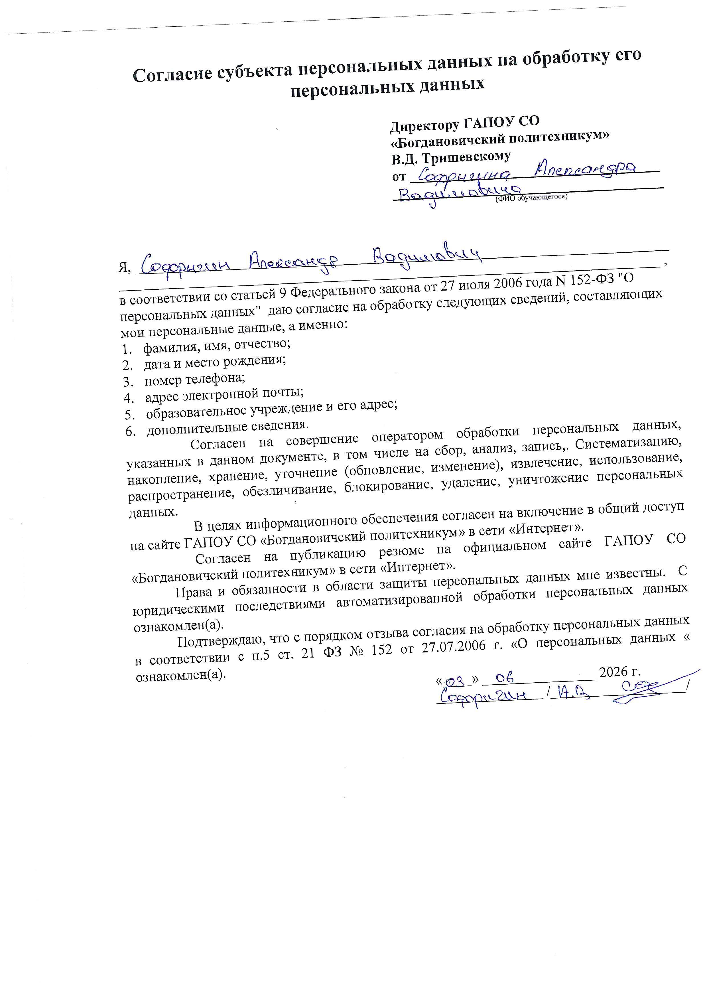 Согласие субъекта персональных данных на обработку его
персональных данных
Директору ГАПОУ СО
«Богдановичский политехникум»
В.Д. Тришевскому
от Софрыгина Александра
Вадимовича
(ФИО обучающегося)
Я, Софрыгин Александр Вадимович
,
в соответствии со статьей 9 Федерального закона от 27 июля 2006 года N 152-ФЗ "О
персональных данных" даю согласие на обработку следующих сведений, составляющих
мои персональные данные, а именно:
1. фамилия, имя, отчество;
2. дата и место рождения;
3. номер телефона;
4. адрес электронной почты;
5. образовательное учреждение и его адрес;
6. дополнительные сведения.
Согласен на совершение оператором обработки персональных данных,
указанных в данном документе, в том числе на сбор, анализ, запись,. Систематизацию,
накопление, хранение, уточнение (обновление, изменение), извлечение, использование,
распространение, обезличивание, блокирование, удаление, уничтожение персональных
данных.
В целях информационного обеспечения согласен на включение в общий доступ
на сайте ГАПОУ СО «Богдановичский политехникум» в сети «Интернет».
Согласен на публикацию резюме на официальном сайте ГАПОУ СО
«Богдановичский политехникум» в сети «Интернет».
Права и обязанности в области защиты персональных данных мне известны. С
юридическими последствиями автоматизированной обработки персональных данных
ознакомлен(а).
Подтверждаю, что с порядком отзыва согласия на обработку персональных данных
в соответствии с п.5 ст. 21 ФЗ № 152 от 27.07.2006 г. «О персональных данных «
ознакомлен(а).
«03» 06 2026 г.
Софрыгин / А.В /